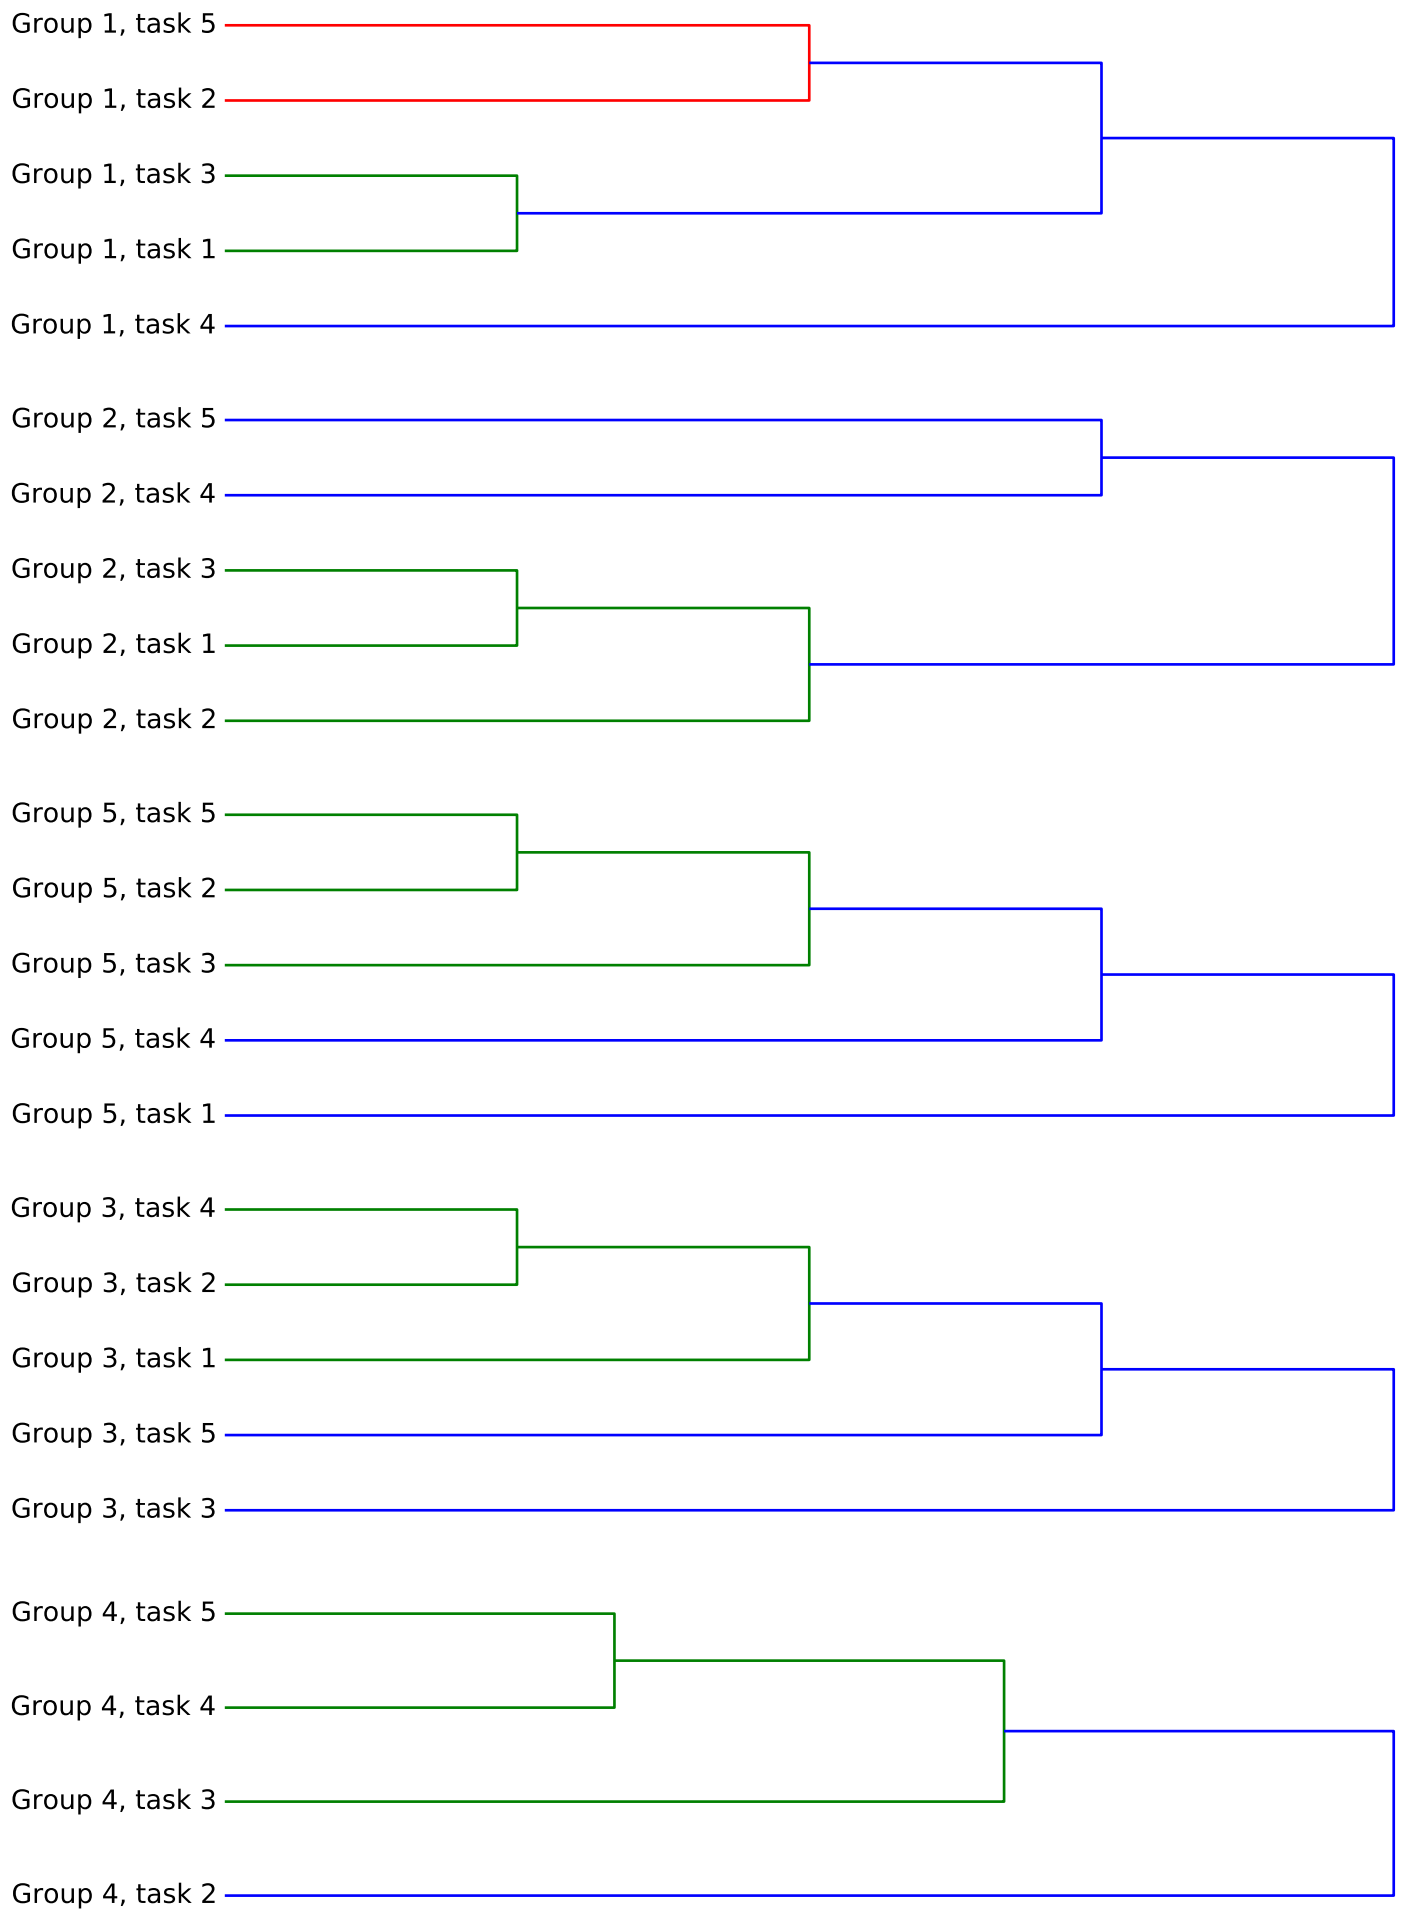 Group 1, task 5
Group 1, task 2
Group 1, task 3
Group 1, task 1
Group 1, task 4
Group 2, task 5
Group 2, task 4
Group 2, task 3
Group 2, task 1
Group 2, task 2
Group 5, task 5
Group 5, task 2
Group 5, task 3
Group 5, task 4
Group 5, task 1
Group 3, task 4
Group 3, task 2
Group 3, task 1
Group 3, task 5
Group 3, task 3
Group 4, task 5
Group 4, task 4
Group 4, task 3
Group 4, task 2